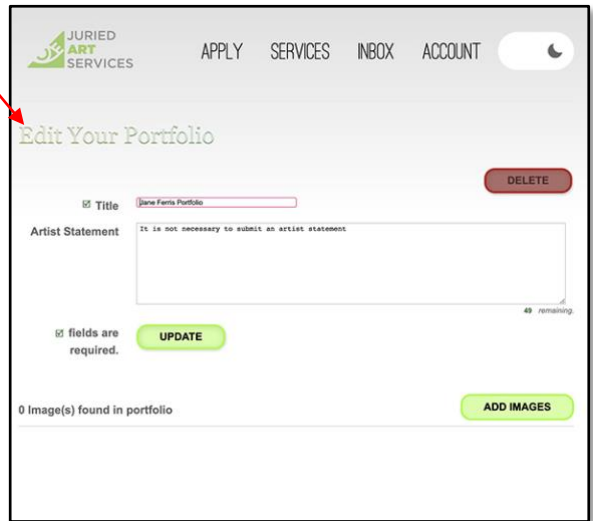 JURIED
ART
SERVICES
APPLY SERVICES INBOX ACCOUNT
Edit Your Portfolio
DELETE
Title
Jane Ferris Portfolio
Artist Statement
It is not necessary to submit an artist statement
49 remaining.
fields are
required.
UPDATE
0 Image(s) found in portfolio
ADD IMAGES